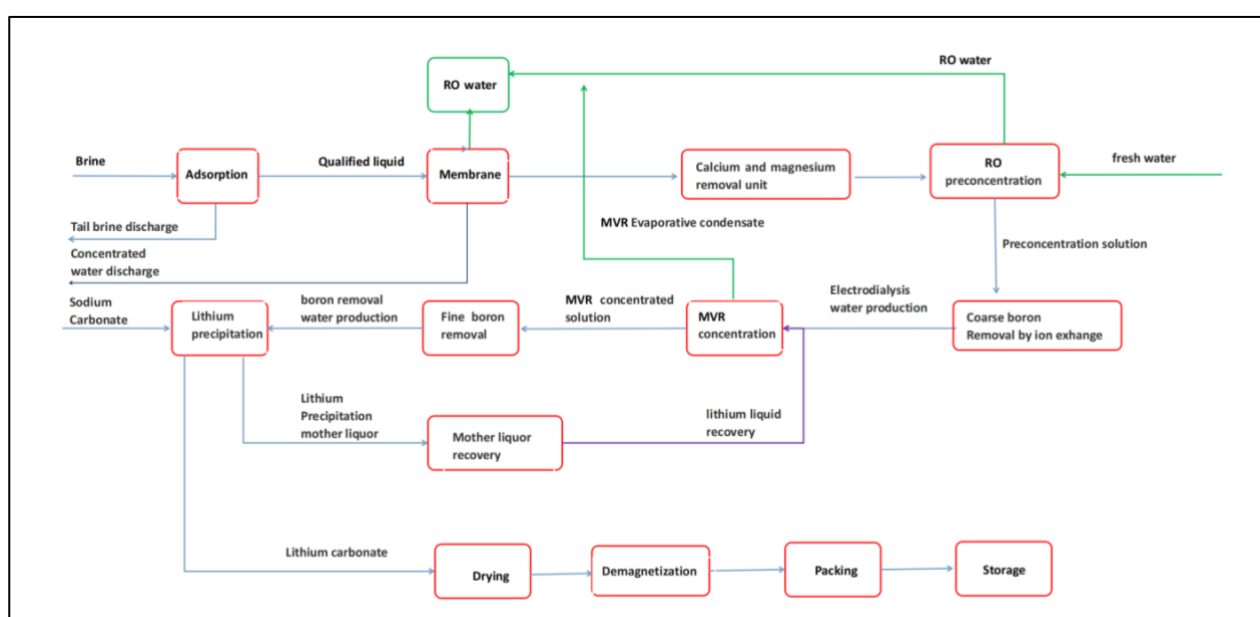 RO water
RO water
Brine
Adsorption
Qualified liquid
Membrane
Calcium and magnesium
removal unit
RO
preconcentration
fresh water
Tail brine discharge
MVR Evaporative condensate
Concentrated
water discharge
Preconcentration solution
Sodium
Carbonate
Lithium
precipitation
boron removal
water production
Fine boron
removal
MVR concentrated
solution
MVR
concentration
Electrodialysis
water production
Coarse boron
Removal by ion exhange
Lithium
Precipitation
mother liquor
Mother liquor
recovery
lithium liquid
recovery
Lithium carbonate
Drying
Demagnetization
Packing
Storage